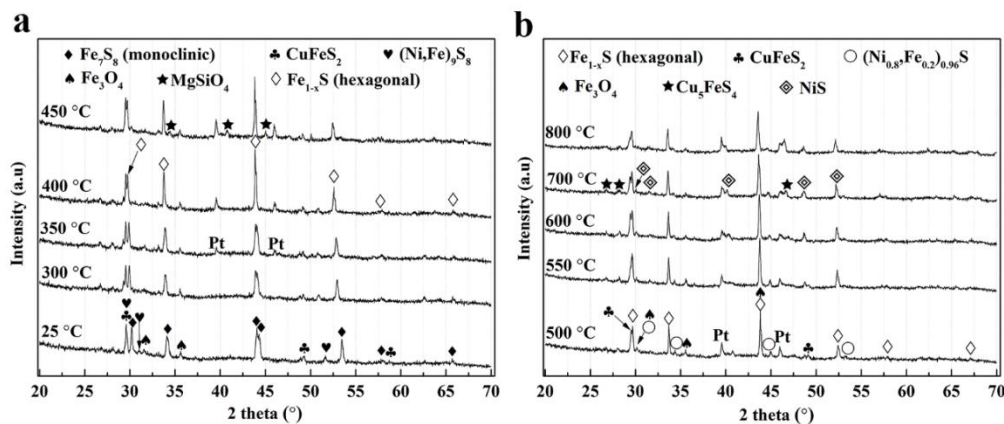 a
♦ Fe7S8 (monoclinic) ♣ CuFeS2 ♥ (Ni,Fe)9S8
♠ Fe3O4 ★ MgSiO4 ◇ Fe1-xS (hexagonal)
450 °C
400 °C
350 °C
Pt Pt
300 °C
25 °C
20 25 30 35 40 45 50 55 60 65 70
2 theta (°)
Intensity (a.u)
b
◇ Fe1-xS (hexagonal) ♣ CuFeS2 ○ (Ni0.8,Fe0.2)0.96S
♠ Fe3O4 ★ Cu5FeS4 NiS
800 °C
700 °C
600 °C
550 °C
500 °C
Pt Pt
20 25 30 35 40 45 50 55 60 65 70
2 theta (°)
Intensity (a.u)